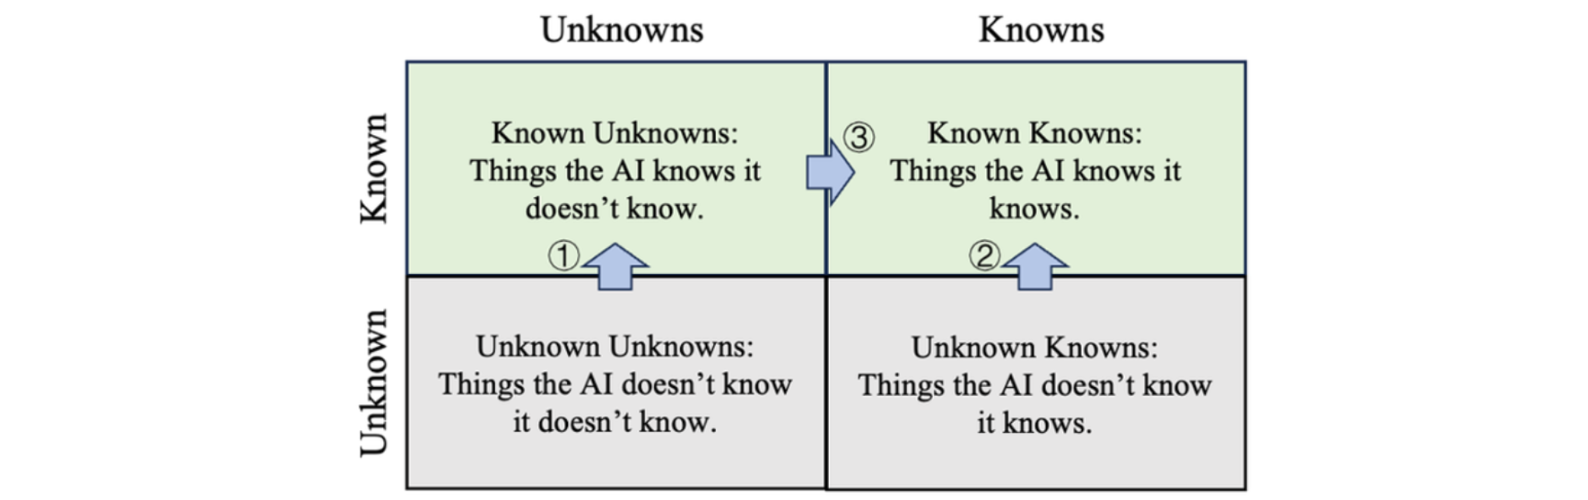 Unknowns
Knowns
Known
Known Unknowns:
Things the AI knows it
doesn’t know.
①
③
Known Knowns:
Things the AI knows it
knows.
②
Unknown
Unknown Unknowns:
Things the AI doesn’t know
it doesn’t know.
Unknown Knowns:
Things the AI doesn’t know
it knows.